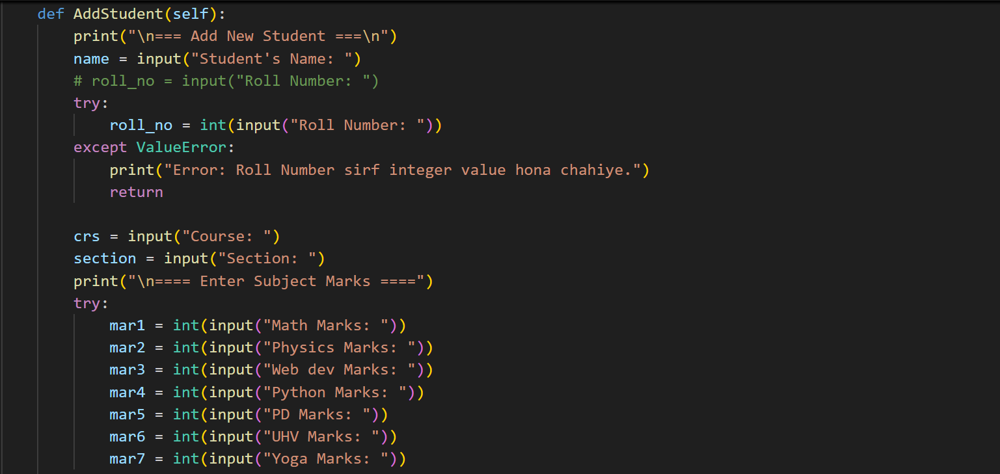 def AddStudent(self):
print("\n=== Add New Student ===\n")
name = input("Student's Name: ")
# roll_no = input("Roll Number: ")
try:
roll_no = int(input("Roll Number: "))
except ValueError:
print("Error: Roll Number sirf integer value hona chahiye.")
return
crs = input("Course: ")
section = input("Section: ")
print("\n==== Enter Subject Marks ====")
try:
mar1 = int(input("Math Marks: "))
mar2 = int(input("Physics Marks: "))
mar3 = int(input("Web dev Marks: "))
mar4 = int(input("Python Marks: "))
mar5 = int(input("PD Marks: "))
mar6 = int(input("UHV Marks: "))
mar7 = int(input("Yoga Marks: "))